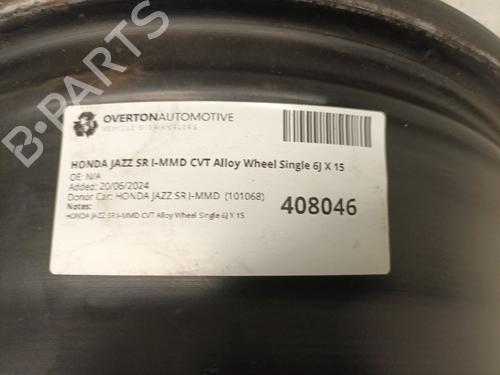 B-PARTS
OVERTONAUTOMOTIVE
VEHICLE DISMANTLERS
HONDA JAZZ SR I-MMD CVT Alloy Wheel Single 6J X 15
OE: N/A
Added: 20/06/2024
Donor Car: HONDA JAZZ SR I-MMD (101068)
Notes:
408046
HONDA JAZZ SR I-MMD CVT Alloy Wheel Single 6J X 15